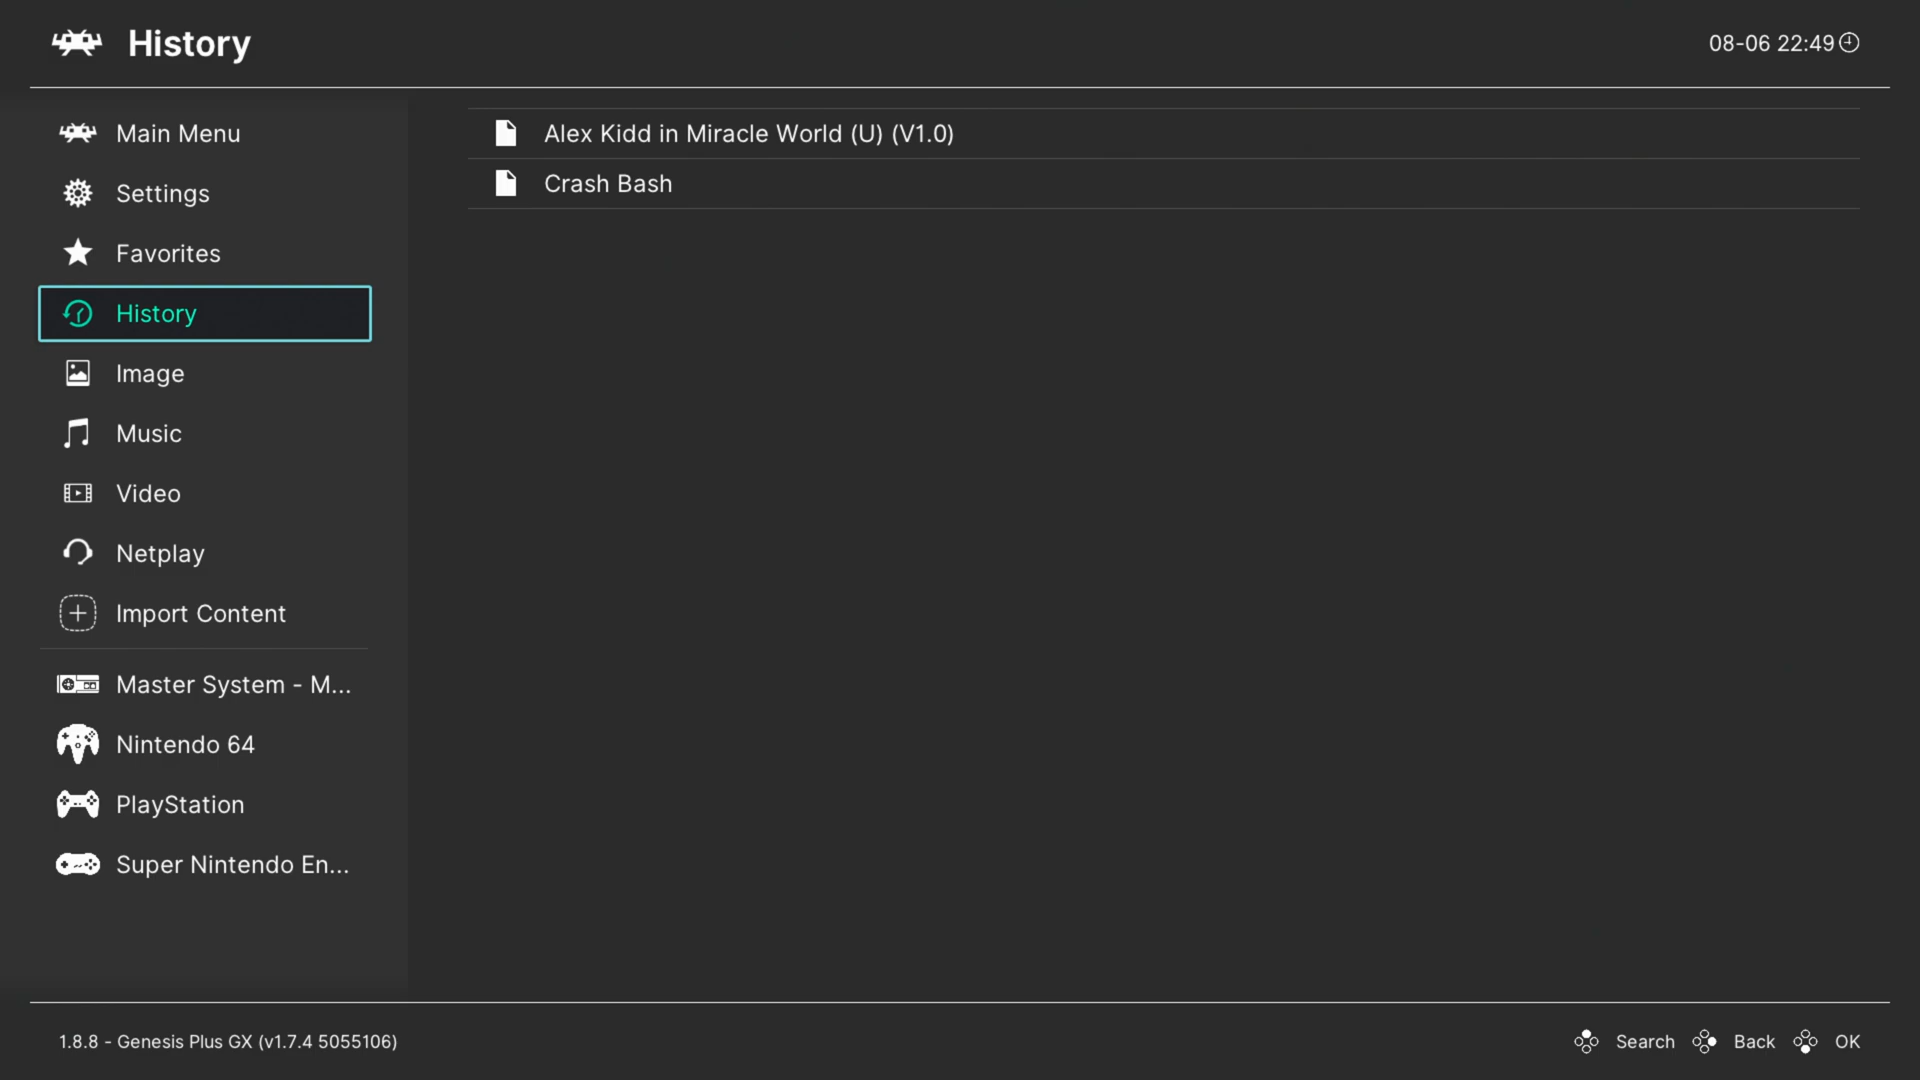 History
08-06 22:49
Main Menu
Settings
Favorites
History
Image
Music
Video
Netplay
Import Content
Master System - M...
Nintendo 64
PlayStation
Super Nintendo En...
Alex Kidd in Miracle World (U) (V1.0)
Crash Bash
1.8.8 - Genesis Plus GX (v1.7.4 5055106)
Search Back OK